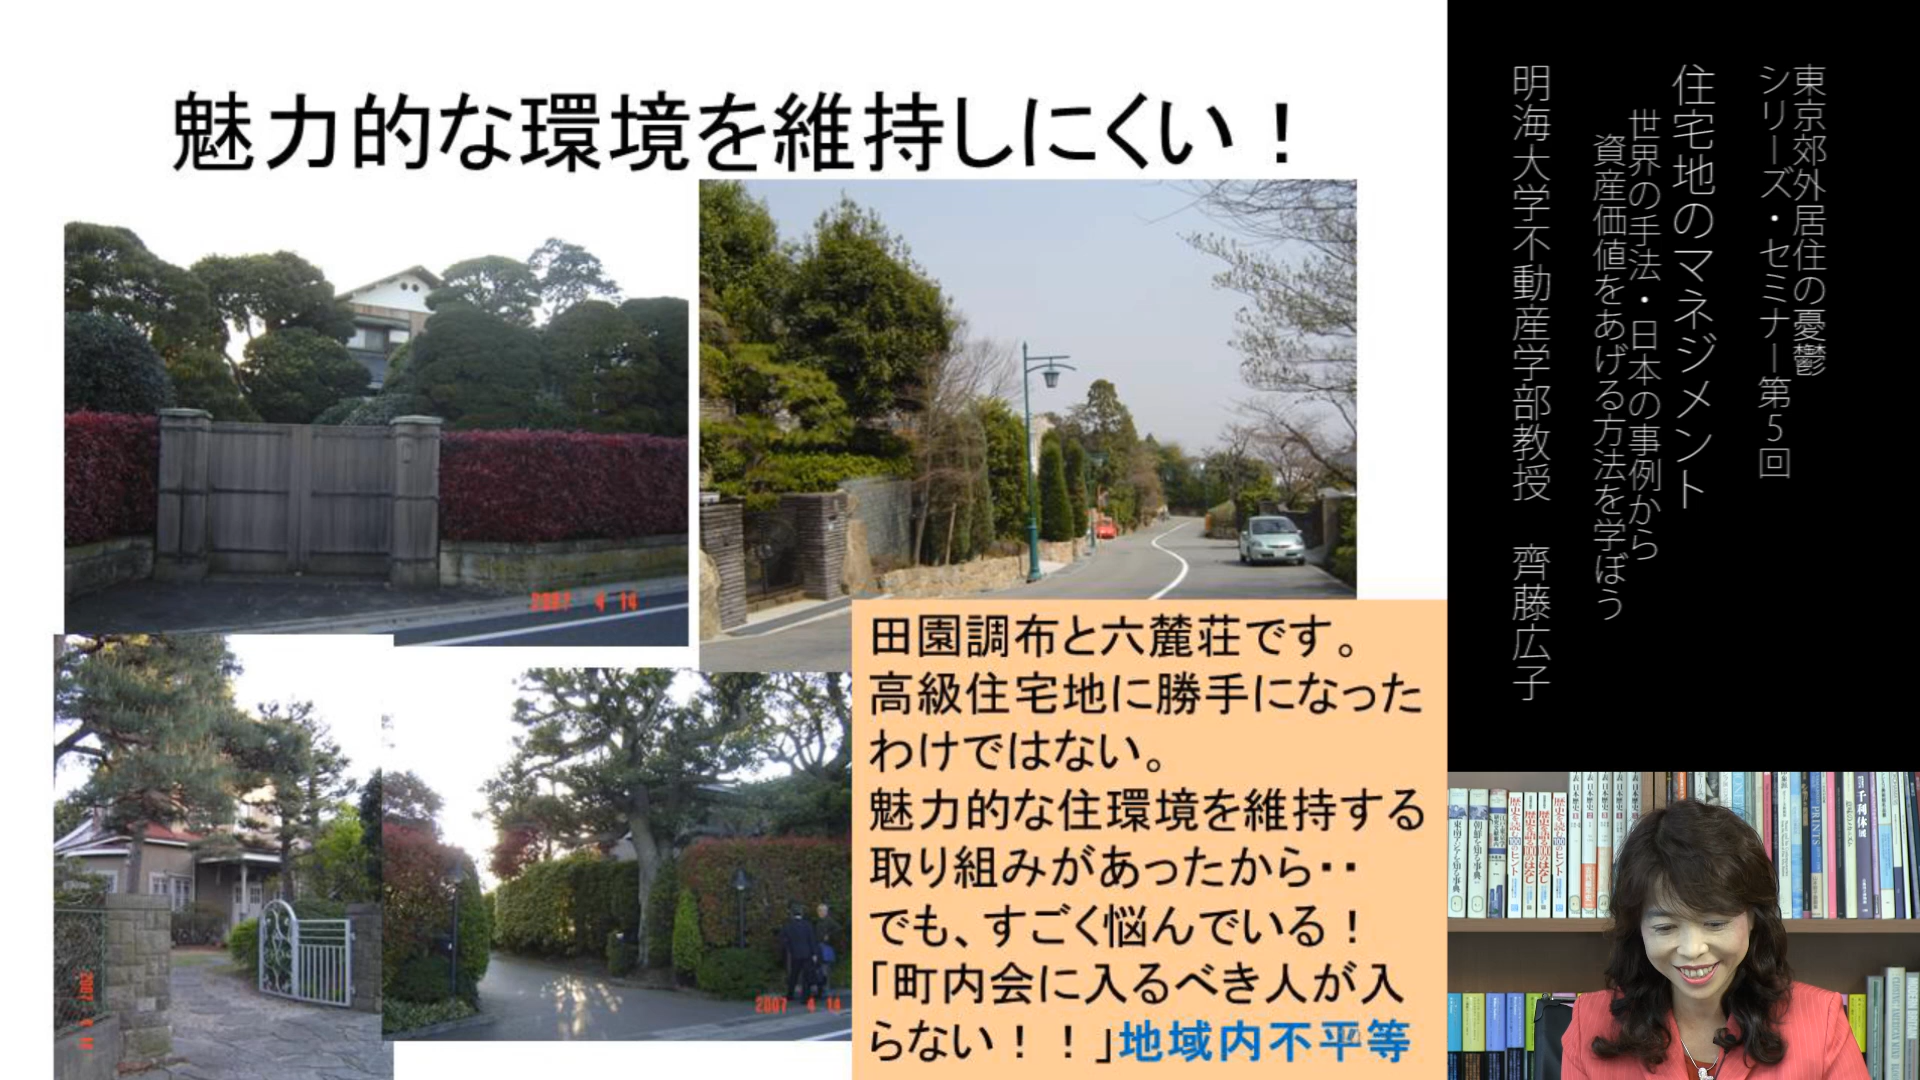 魅力的な環境を維持しにくい！
2007 4 14
田園調布と六麓荘です。
高級住宅地に勝手になった
わけではない。
魅力的な住環境を維持する
取り組みがあったから・・
でも、すごく悩んでいる！
「町内会に入るべき人が入
らない！！」地域内不平等
2007 4 14
東京郊外居住の憂鬱
シリーズ・セミナー第5回
住宅地のマネジメント
世界の手法・日本の事例から
資産価値をあげる方法を学ぼう
明海大学不動産学部教授 齊藤広子
千利休
PRINTS